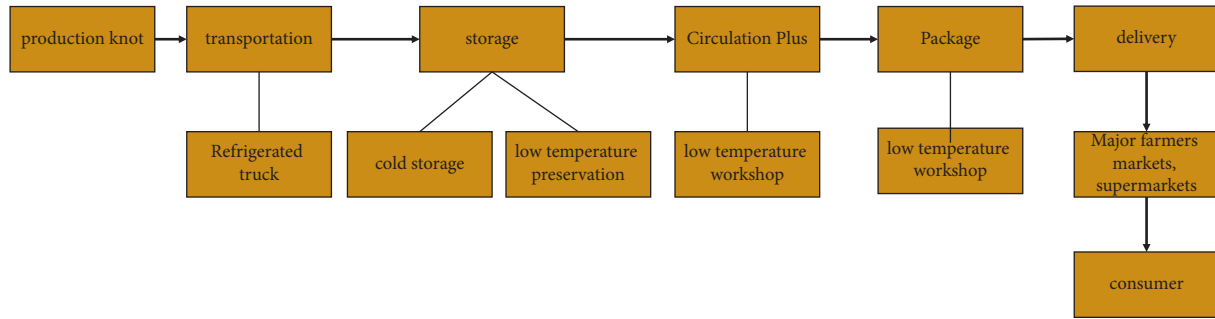 production knot
transportation
storage
Circulation Plus
Package
delivery
Refrigerated
truck
cold storage
low temperature
preservation
low temperature
workshop
low temperature
workshop
Major farmers
markets,
supermarkets
consumer